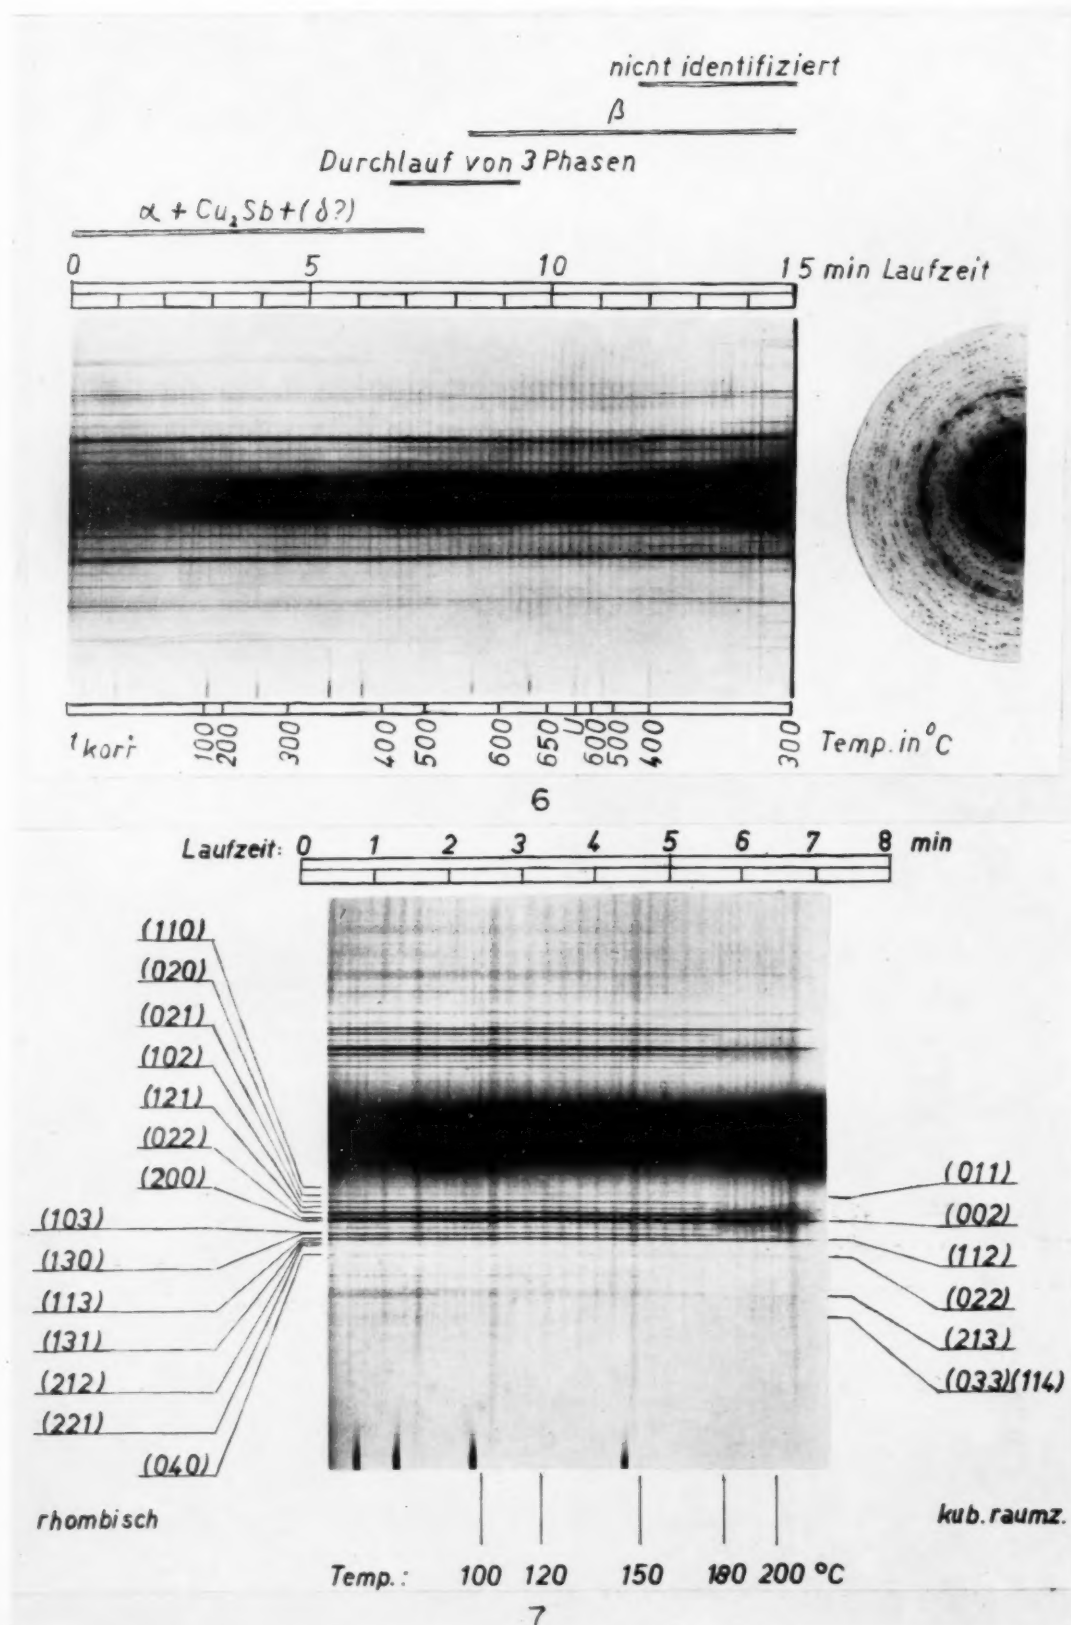 nicnt identifiziert
β
Durchlauf von 3 Phasen
α + Cu₂Sb + (δ?)
0 5 10 15 min Laufzeit
t korr 100 200 300 400 500 600 650 U 600 500 400 300 Temp. in °C
6
Laufzeit: 0 1 2 3 4 5 6 7 8 min
(110)
(020)
(021)
(102)
(121)
(022)
(200)
(103)
(130)
(113)
(131)
(212)
(221)
(040)
rhombisch
(011)
(002)
(112)
(022)
(213)
(033)(114)
kub. raumz.
Temp.: 100 120 150 180 200 °C
7